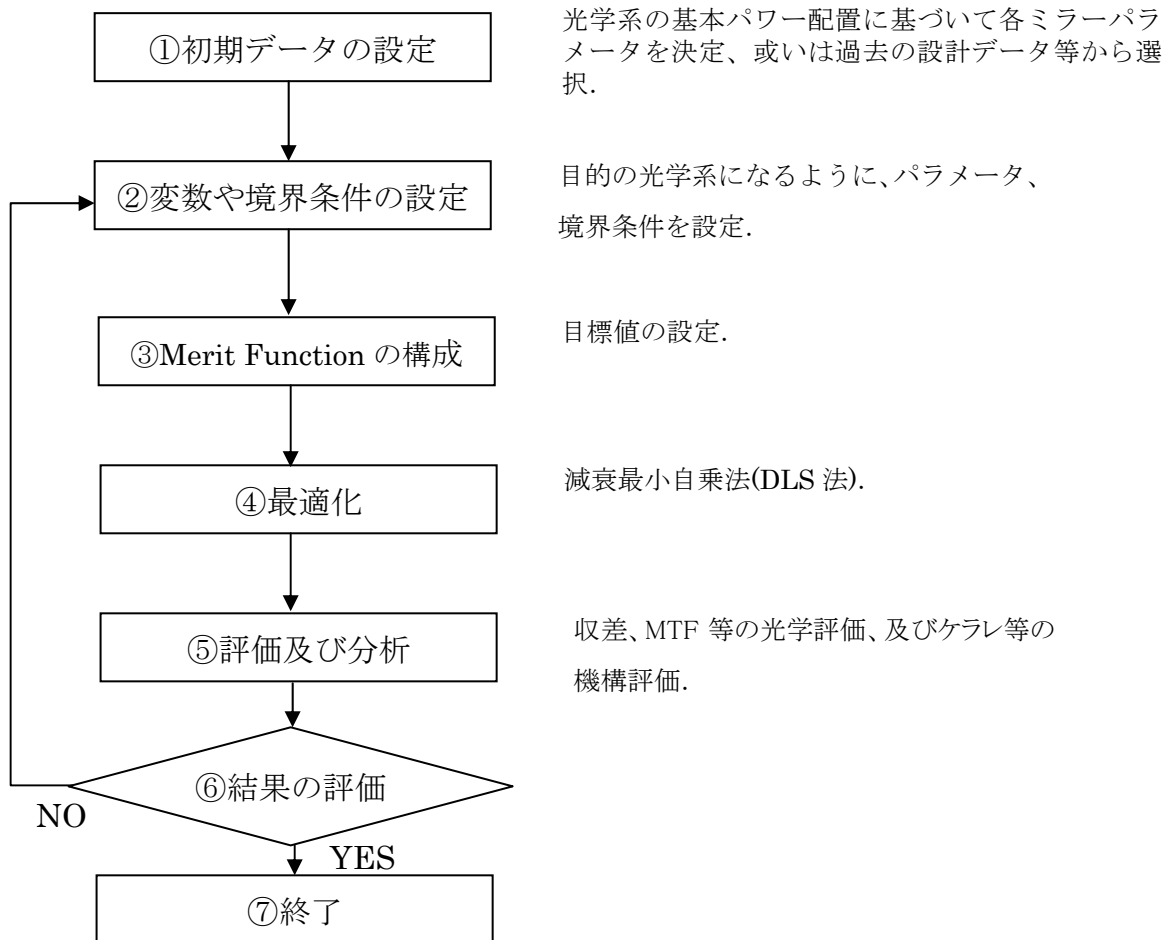 ①初期データの設定
光学系の基本パワー配置に基づいて各ミラーパラ
メータを決定、或いは過去の設計データ等から選
択.
②変数や境界条件の設定
目的の光学系になるように、パラメータ、
境界条件を設定.
③Merit Function の構成
目標値の設定.
④最適化
減衰最小自乗法(DLS 法).
⑤評価及び分析
収差、MTF 等の光学評価、及びケラレ等の
機構評価.
⑥結果の評価
NO
YES
⑦終了